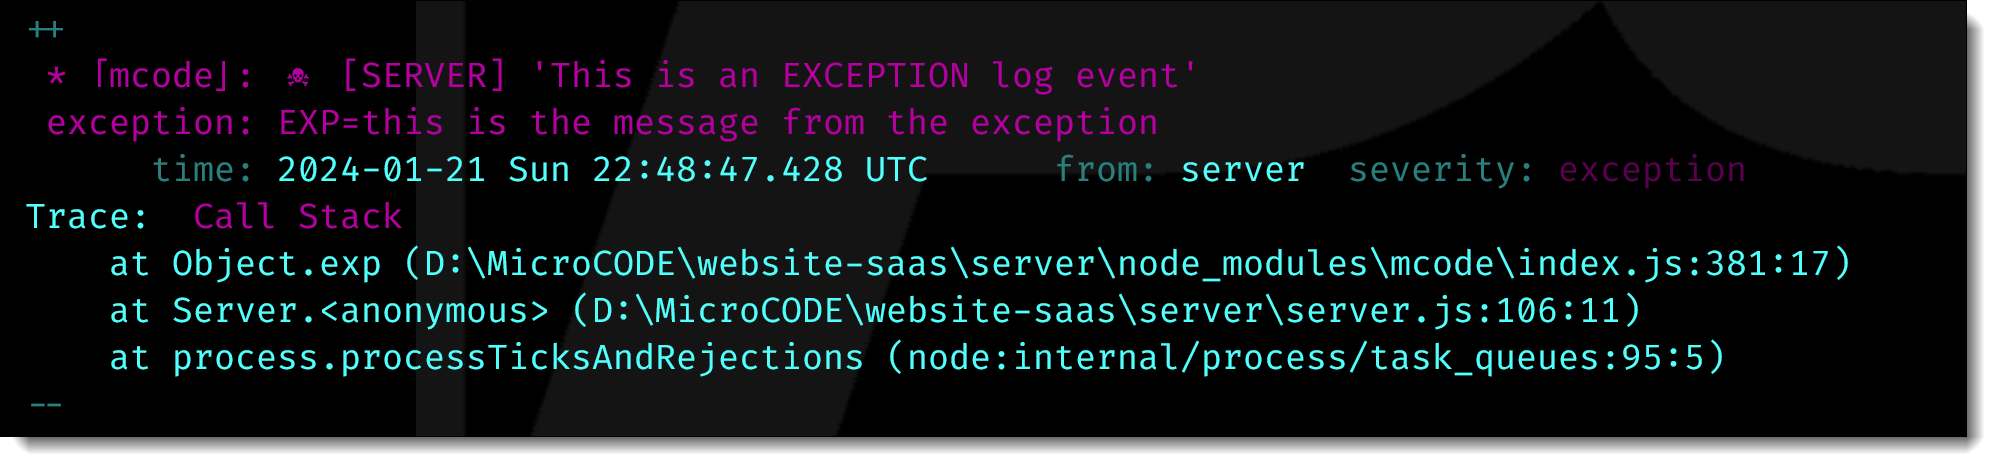 ++
* ⌈mcode⌋: ☠ [SERVER] 'This is an EXCEPTION log event'
exception: EXP=this is the message from the exception
time: 2024-01-21 Sun 22:48:47.428 UTC from: server severity: exception
Trace: Call Stack
at Object.exp (D:\MicroCODE\website-saas\server\node_modules\mcode\index.js:381:17)
at Server.<anonymous> (D:\MicroCODE\website-saas\server\server.js:106:11)
at process.processTicksAndRejections (node:internal/process/task_queues:95:5)
--